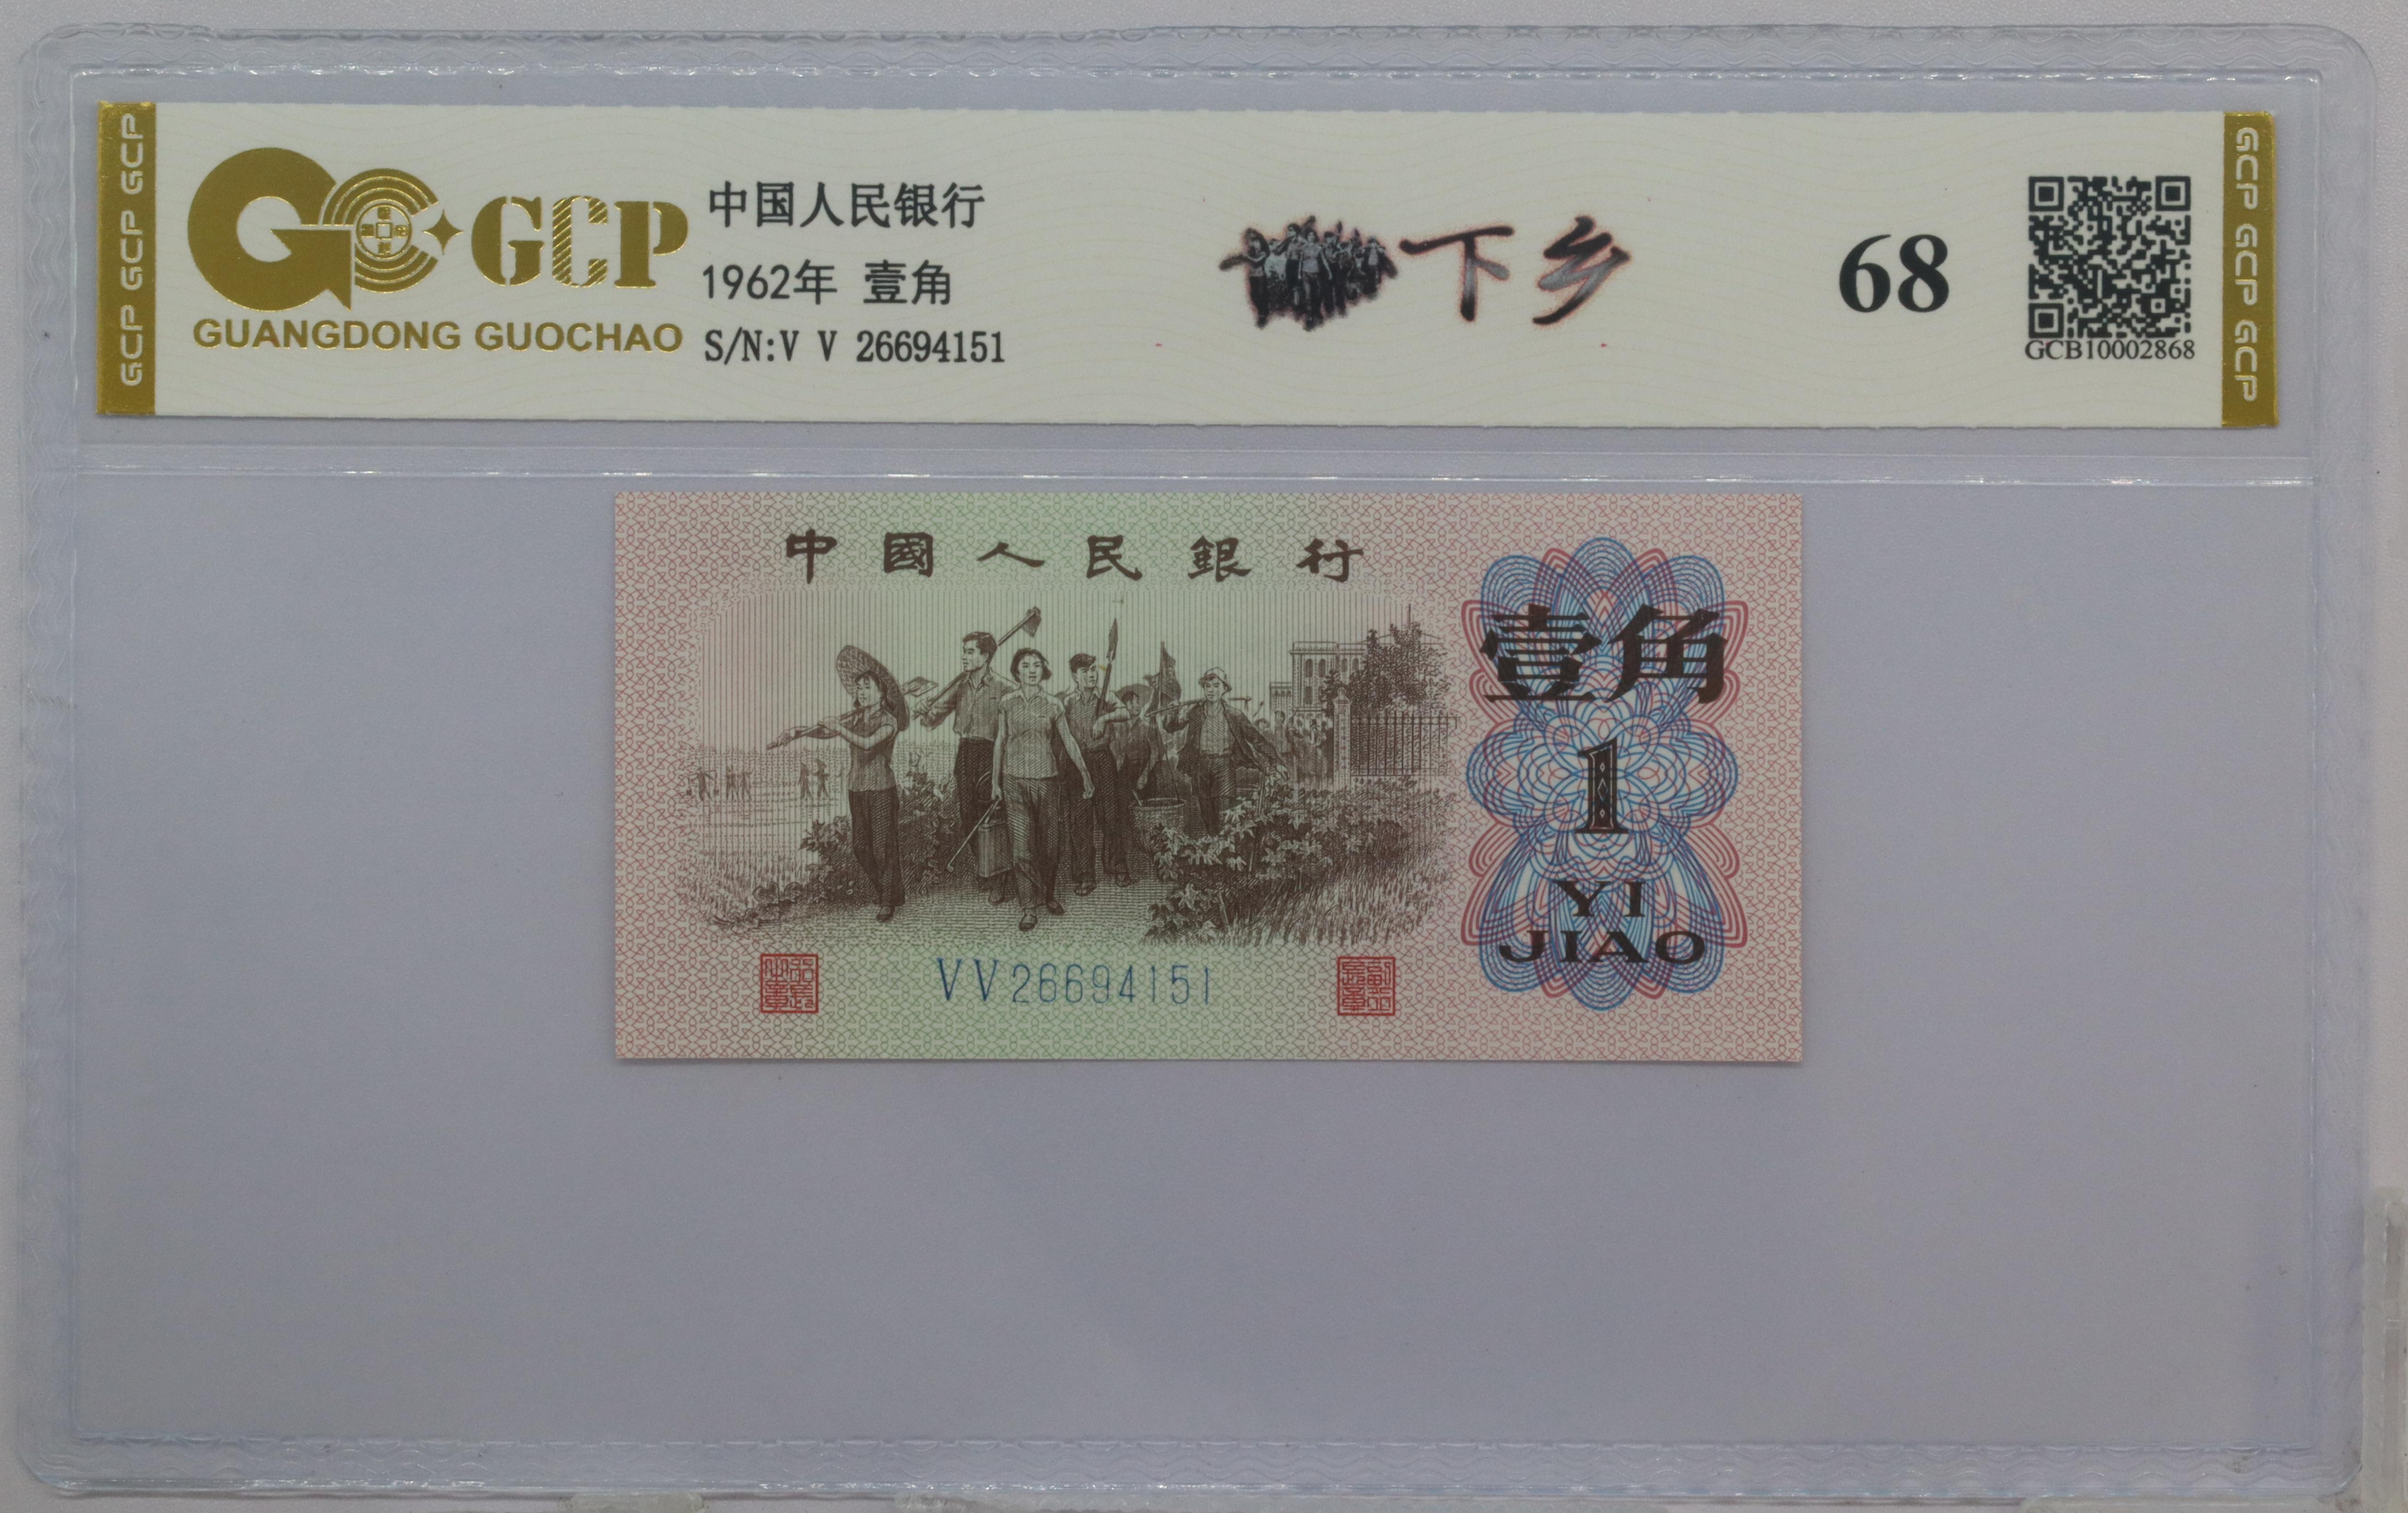 GCP GCP GCP
GCP
GUANGDONG GUOCHAO
中国人民银行
1962年 壹角
S/N:V V 26694151
下乡
68
GCB10002868
GCP GCP GCP
中國人民銀行
壹角
1
YI
JIAO
VV26694151